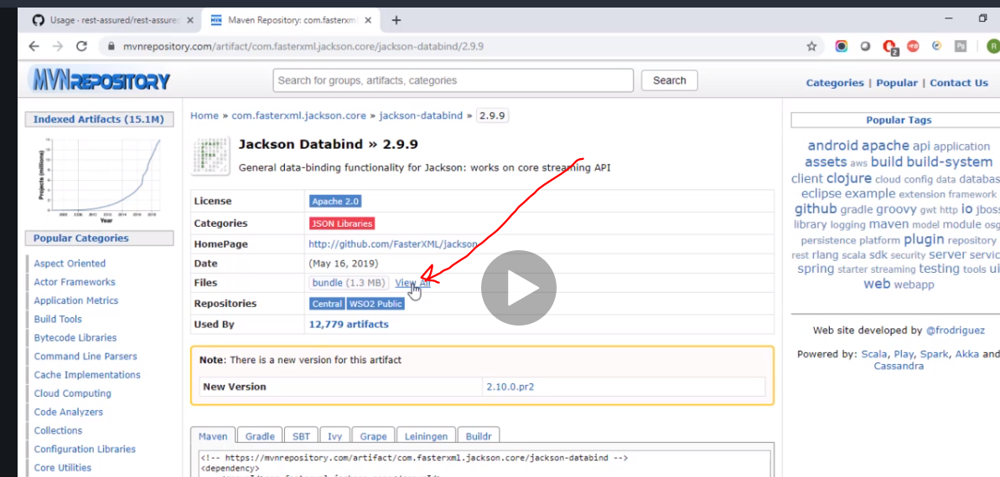 Usage · rest-assured/rest-assured
Maven Repository: com.fasterxml
mvnrepository.com/artifact/com.fasterxml.jackson.core/jackson-databind/2.9.9
2
Pg
R
MVNREPOSITORY
Search for groups, artifacts, categories
Search
Categories | Popular | Contact Us
Indexed Artifacts (15.1M)
Projects (millions)
Year
Popular Categories
Aspect Oriented
Actor Frameworks
Application Metrics
Build Tools
Bytecode Libraries
Command Line Parsers
Cache Implementations
Cloud Computing
Code Analyzers
Collections
Configuration Libraries
Core Utilities
Home » com.fasterxml.jackson.core » jackson-databind » 2.9.9
Jackson Databind » 2.9.9
General data-binding functionality for Jackson: works on core streaming API
License Apache 2.0
Categories JSON Libraries
HomePage http://github.com/FasterXML/jackson
Date (May 16, 2019)
Files bundle (1.3 MB) View All
Repositories Central WSO2 Public
Used By 12,779 artifacts
Note: There is a new version for this artifact
New Version 2.10.0.pr2
Maven Gradle SBT Ivy Grape Leiningen Buildr
<!-- https://mvnrepository.com/artifact/com.fasterxml.jackson.core/jackson-databind -->
<dependency>
Popular Tags
android apache api application
assets aws build build-system
client clojure cloud config data databas
eclipse example extension framework
github gradle groovy gwt http io jboss
library logging maven model module osg
persistence platform plugin repository
rest rlang scala sdk security server servic
spring starter streaming testing tools ui
web webapp
Web site developed by @frodriguez
Powered by: Scala, Play, Spark, Akka and
Cassandra